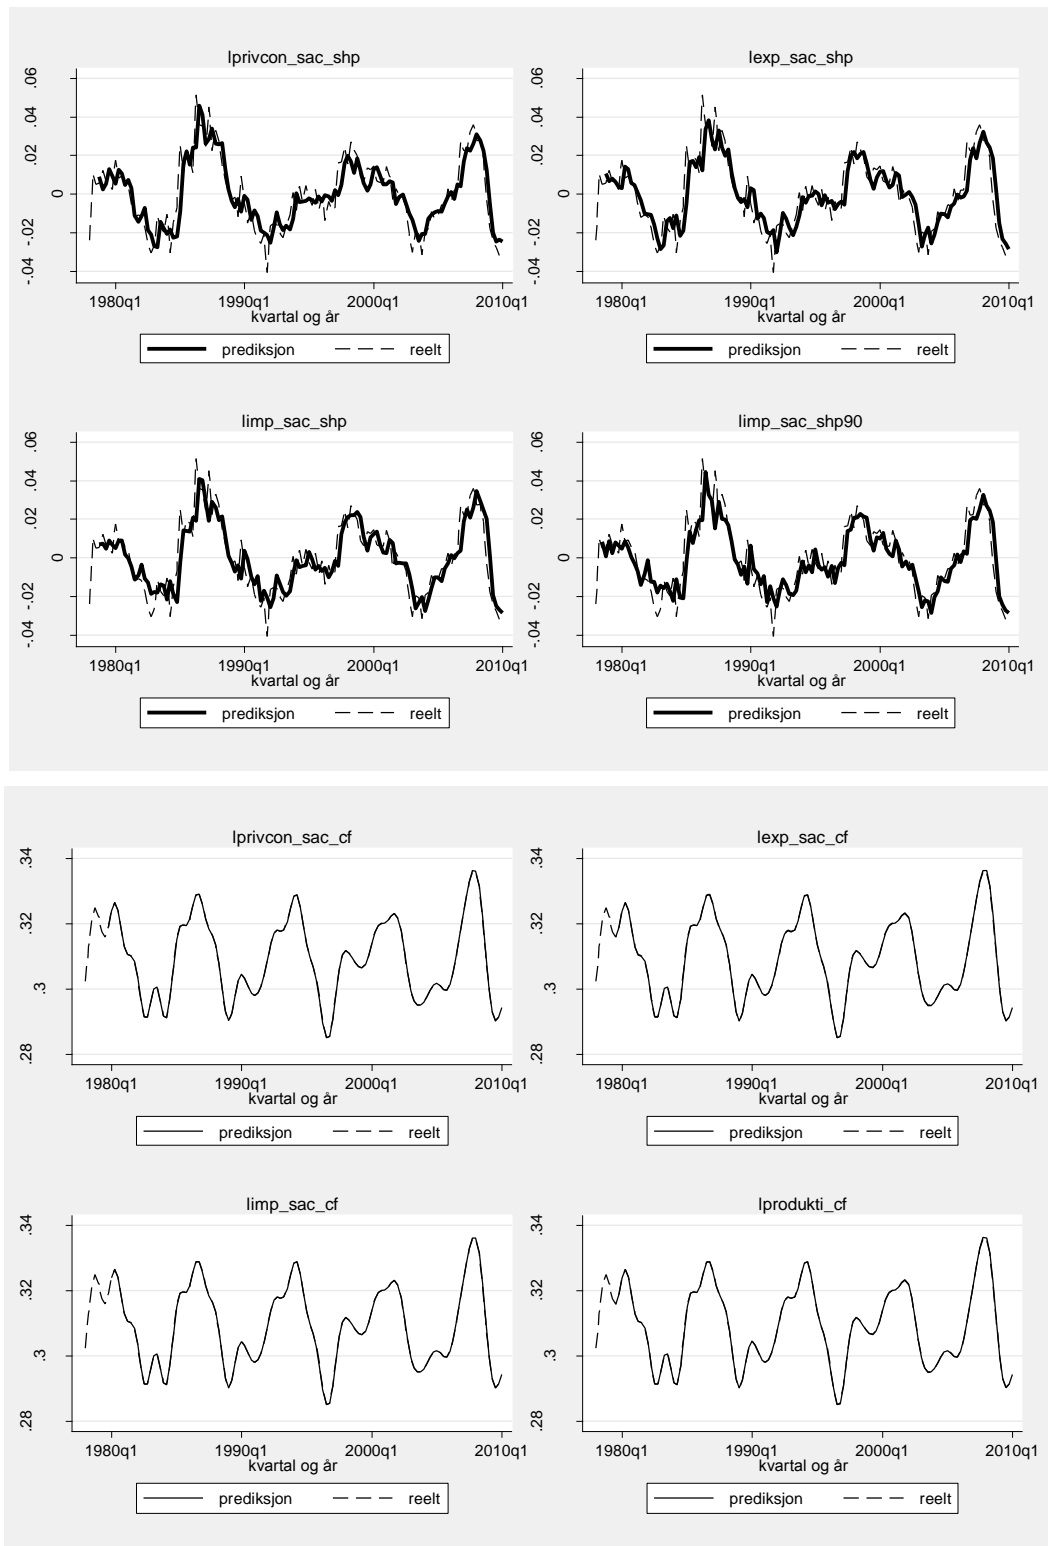 lprivcon_sac_shp
.06
.04
.02
0
-.02
-.04
1980q1 1990q1 2000q1 2010q1
kvartal og år
prediksjon reelt
lexp_sac_shp
.06
.04
.02
0
-.02
-.04
1980q1 1990q1 2000q1 2010q1
kvartal og år
prediksjon reelt
limp_sac_shp
.06
.04
.02
0
-.02
-.04
1980q1 1990q1 2000q1 2010q1
kvartal og år
prediksjon reelt
limp_sac_shp90
.06
.04
.02
0
-.02
-.04
1980q1 1990q1 2000q1 2010q1
kvartal og år
prediksjon reelt
lprivcon_sac_cf
.34
.32
.3
.28
1980q1 1990q1 2000q1 2010q1
kvartal og år
prediksjon reelt
lexp_sac_cf
.34
.32
.3
.28
1980q1 1990q1 2000q1 2010q1
kvartal og år
prediksjon reelt
limp_sac_cf
.34
.32
.3
.28
1980q1 1990q1 2000q1 2010q1
kvartal og år
prediksjon reelt
lprodukti_cf
.34
.32
.3
.28
1980q1 1990q1 2000q1 2010q1
kvartal og år
prediksjon reelt